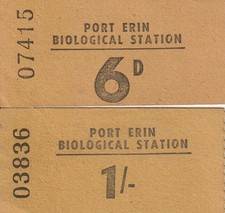 07415
PORT ERIN
BIOLOGICAL STATION
6D
03836
PORT ERIN
BIOLOGICAL STATION
1/-